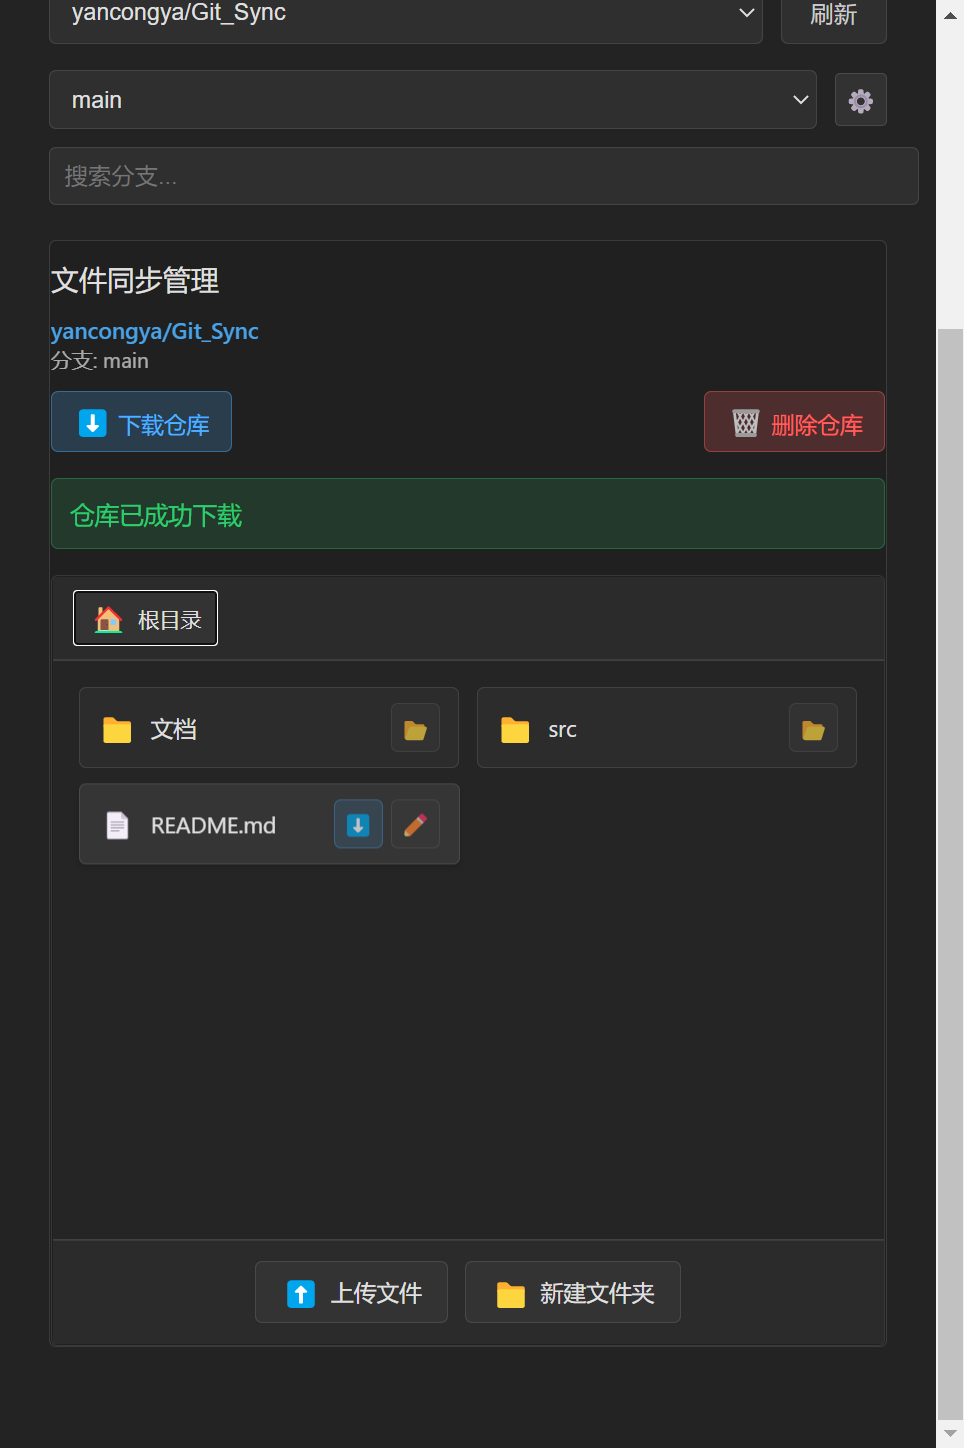 yancongya/Git_Sync
刷新
main
搜索分支...
文件同步管理
yancongya/Git_Sync
分支: main
下载仓库
删除仓库
仓库已成功下载
根目录
文档
src
README.md
上传文件
新建文件夹